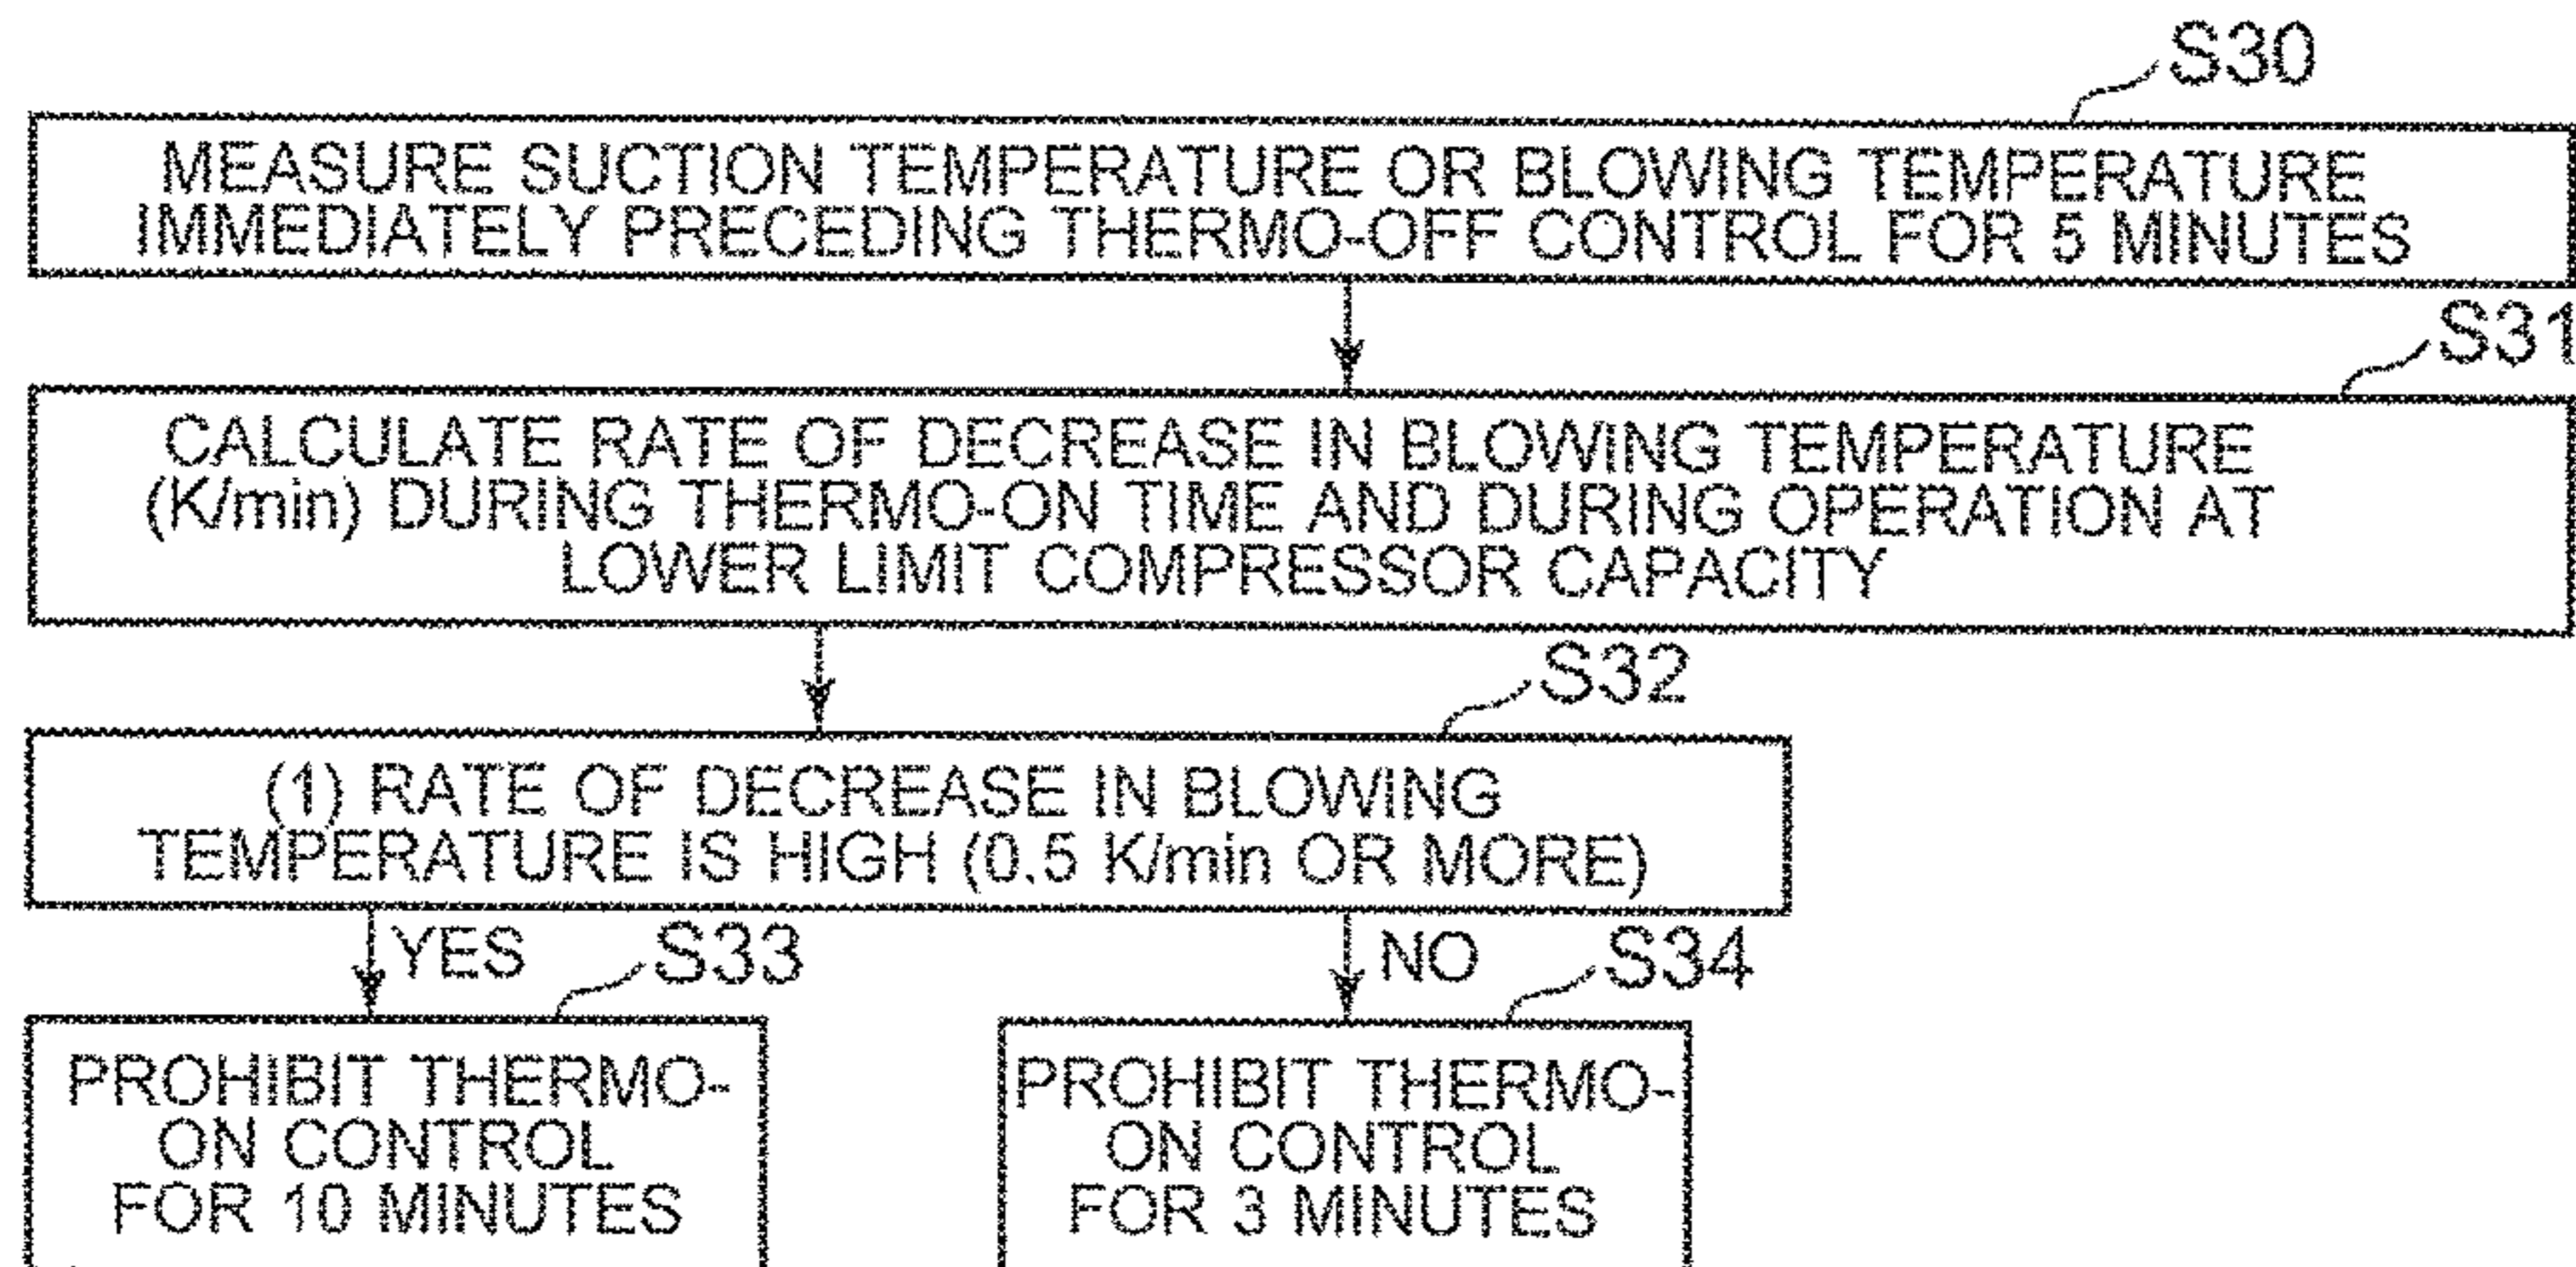 S30
MEASURE SUCTION TEMPERATURE OR BLOWING TEMPERATURE
IMMEDIATELY PRECEDING THERMO-OFF CONTROL FOR 5 MINUTES
S31
CALCULATE RATE OF DECREASE IN BLOWING TEMPERATURE
(K/min) DURING THERMO-ON TIME AND DURING OPERATION AT
LOWER LIMIT COMPRESSOR CAPACITY
S32
(1) RATE OF DECREASE IN BLOWING
TEMPERATURE IS HIGH (0.5 K/min OR MORE)
YES
S33
NO
S34
PROHIBIT THERMO-
ON CONTROL
FOR 10 MINUTES
PROHIBIT THERMO-
ON CONTROL
FOR 3 MINUTES